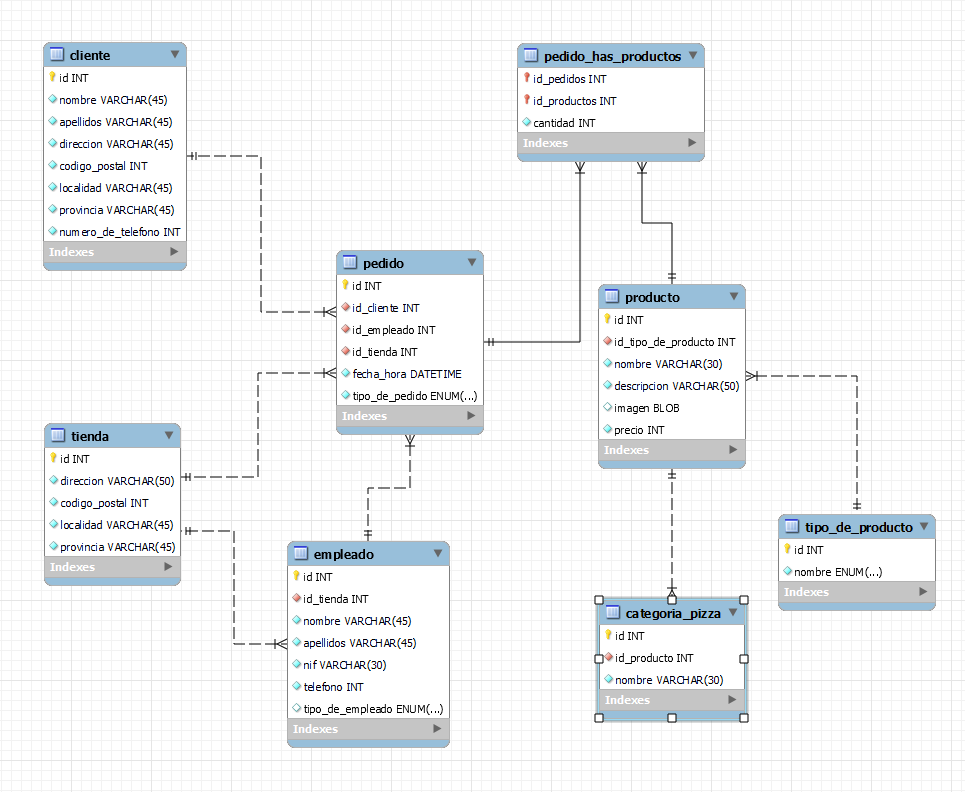 cliente
id INT
nombre VARCHAR(45)
apellidos VARCHAR(45)
direccion VARCHAR(45)
codigo_postal INT
localidad VARCHAR(45)
provincia VARCHAR(45)
numero_de_telefono INT
Indexes
pedido_has_productos
id_pedidos INT
id_productos INT
cantidad INT
Indexes
pedido
id INT
id_cliente INT
id_empleado INT
id_tienda INT
fecha_hora DATETIME
tipo_de_pedido ENUM(...)
Indexes
producto
id INT
id_tipo_de_producto INT
nombre VARCHAR(30)
descripcion VARCHAR(50)
imagen BLOB
precio INT
Indexes
tienda
id INT
direccion VARCHAR(50)
codigo_postal INT
localidad VARCHAR(45)
provincia VARCHAR(45)
Indexes
empleado
id INT
id_tienda INT
nombre VARCHAR(45)
apellidos VARCHAR(45)
nif VARCHAR(30)
telefono INT
tipo_de_empleado ENUM(...)
Indexes
tipo_de_producto
id INT
nombre ENUM(...)
Indexes
categoria_pizza
id INT
id_producto INT
nombre VARCHAR(30)
Indexes